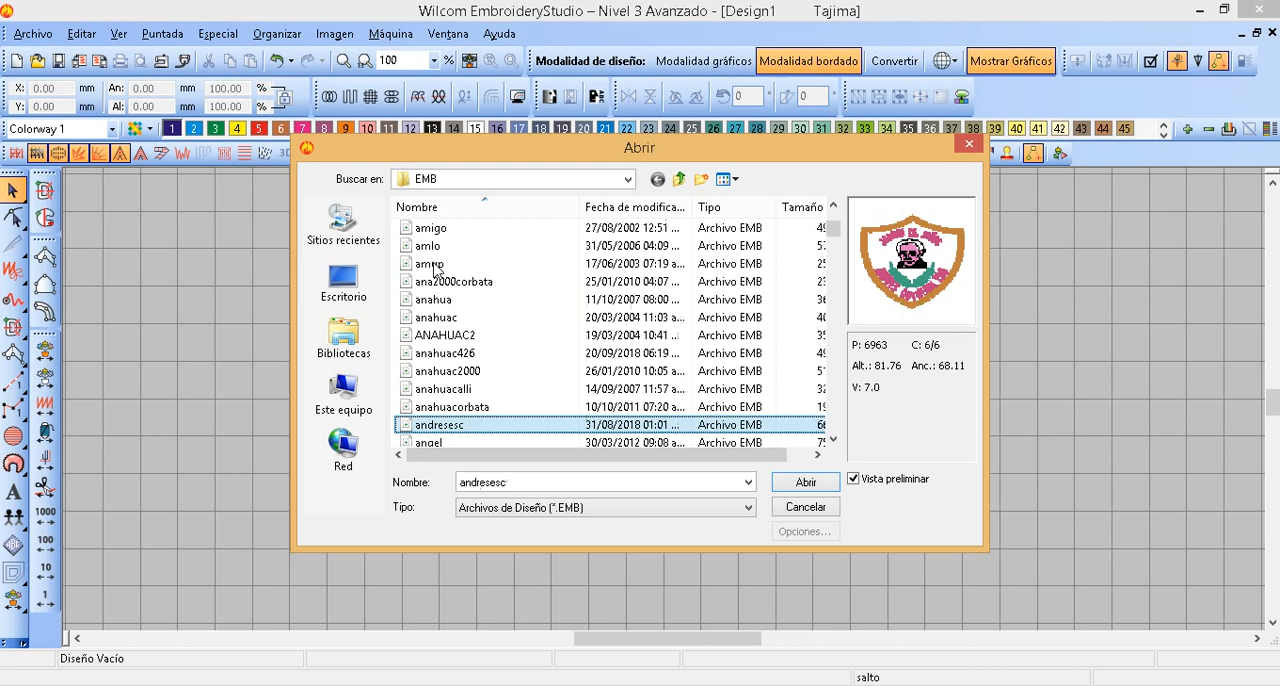 Wilcom EmbroideryStudio – Nivel 3 Avanzado - [Design1 Tajima]
Archivo Editar Ver Puntada Especial Organizar Imagen Máquina Ventana Ayuda
100 % Modalidad de diseño: Modalidad gráficos Modalidad bordado Convertir Mostrar Gráficos
X: 0.00 mm An: 0.00 mm 100.00 % 0 ° 0 °
Y: 0.00 mm Al: 0.00 mm 100.00 %
Colorway 1 1 2 3 4 5 6 7 8 9 10 11 12 13 14 15 16 17 18 19 20 21 22 23 24 25 26 27 28 29 30 31 32 33 34 35 36 37 38 39 40 41 42 43 44 45
Abrir
Buscar en: EMB
Nombre Fecha de modifica... Tipo Tamaño
amigo 27/08/2002 12:51 ... Archivo EMB
amlo 31/05/2006 04:09 ... Archivo EMB
17/06/2003 07:19 a... Archivo EMB
ana2000corbata 25/01/2010 04:07 ... Archivo EMB
anahua 11/10/2007 08:00 ... Archivo EMB
anahuac 20/03/2004 11:03 ... Archivo EMB
ANAHUAC2 19/03/2004 10:41 ... Archivo EMB
anahuac426 20/09/2018 06:19 ... Archivo EMB
anahuac2000 26/01/2010 10:05 a... Archivo EMB
anahuacalli 14/09/2007 11:57 a... Archivo EMB
anahuacorbata 10/10/2011 07:20 a... Archivo EMB
andresesc 31/08/2018 01:01 ... Archivo EMB
angel 30/03/2012 09:08 a... Archivo EMB
Sitios recientes
Escritorio
Bibliotecas
Este equipo
Red
P: 6963 C: 6/6
Alt.: 81.76 Anc.: 68.11
V: 7.0
Nombre: andresesc Abrir Vista preliminar
Tipo: Archivos de Diseño (*.EMB) Cancelar
Opciones...
A
1000
100
10
1
Diseño Vacío
salto